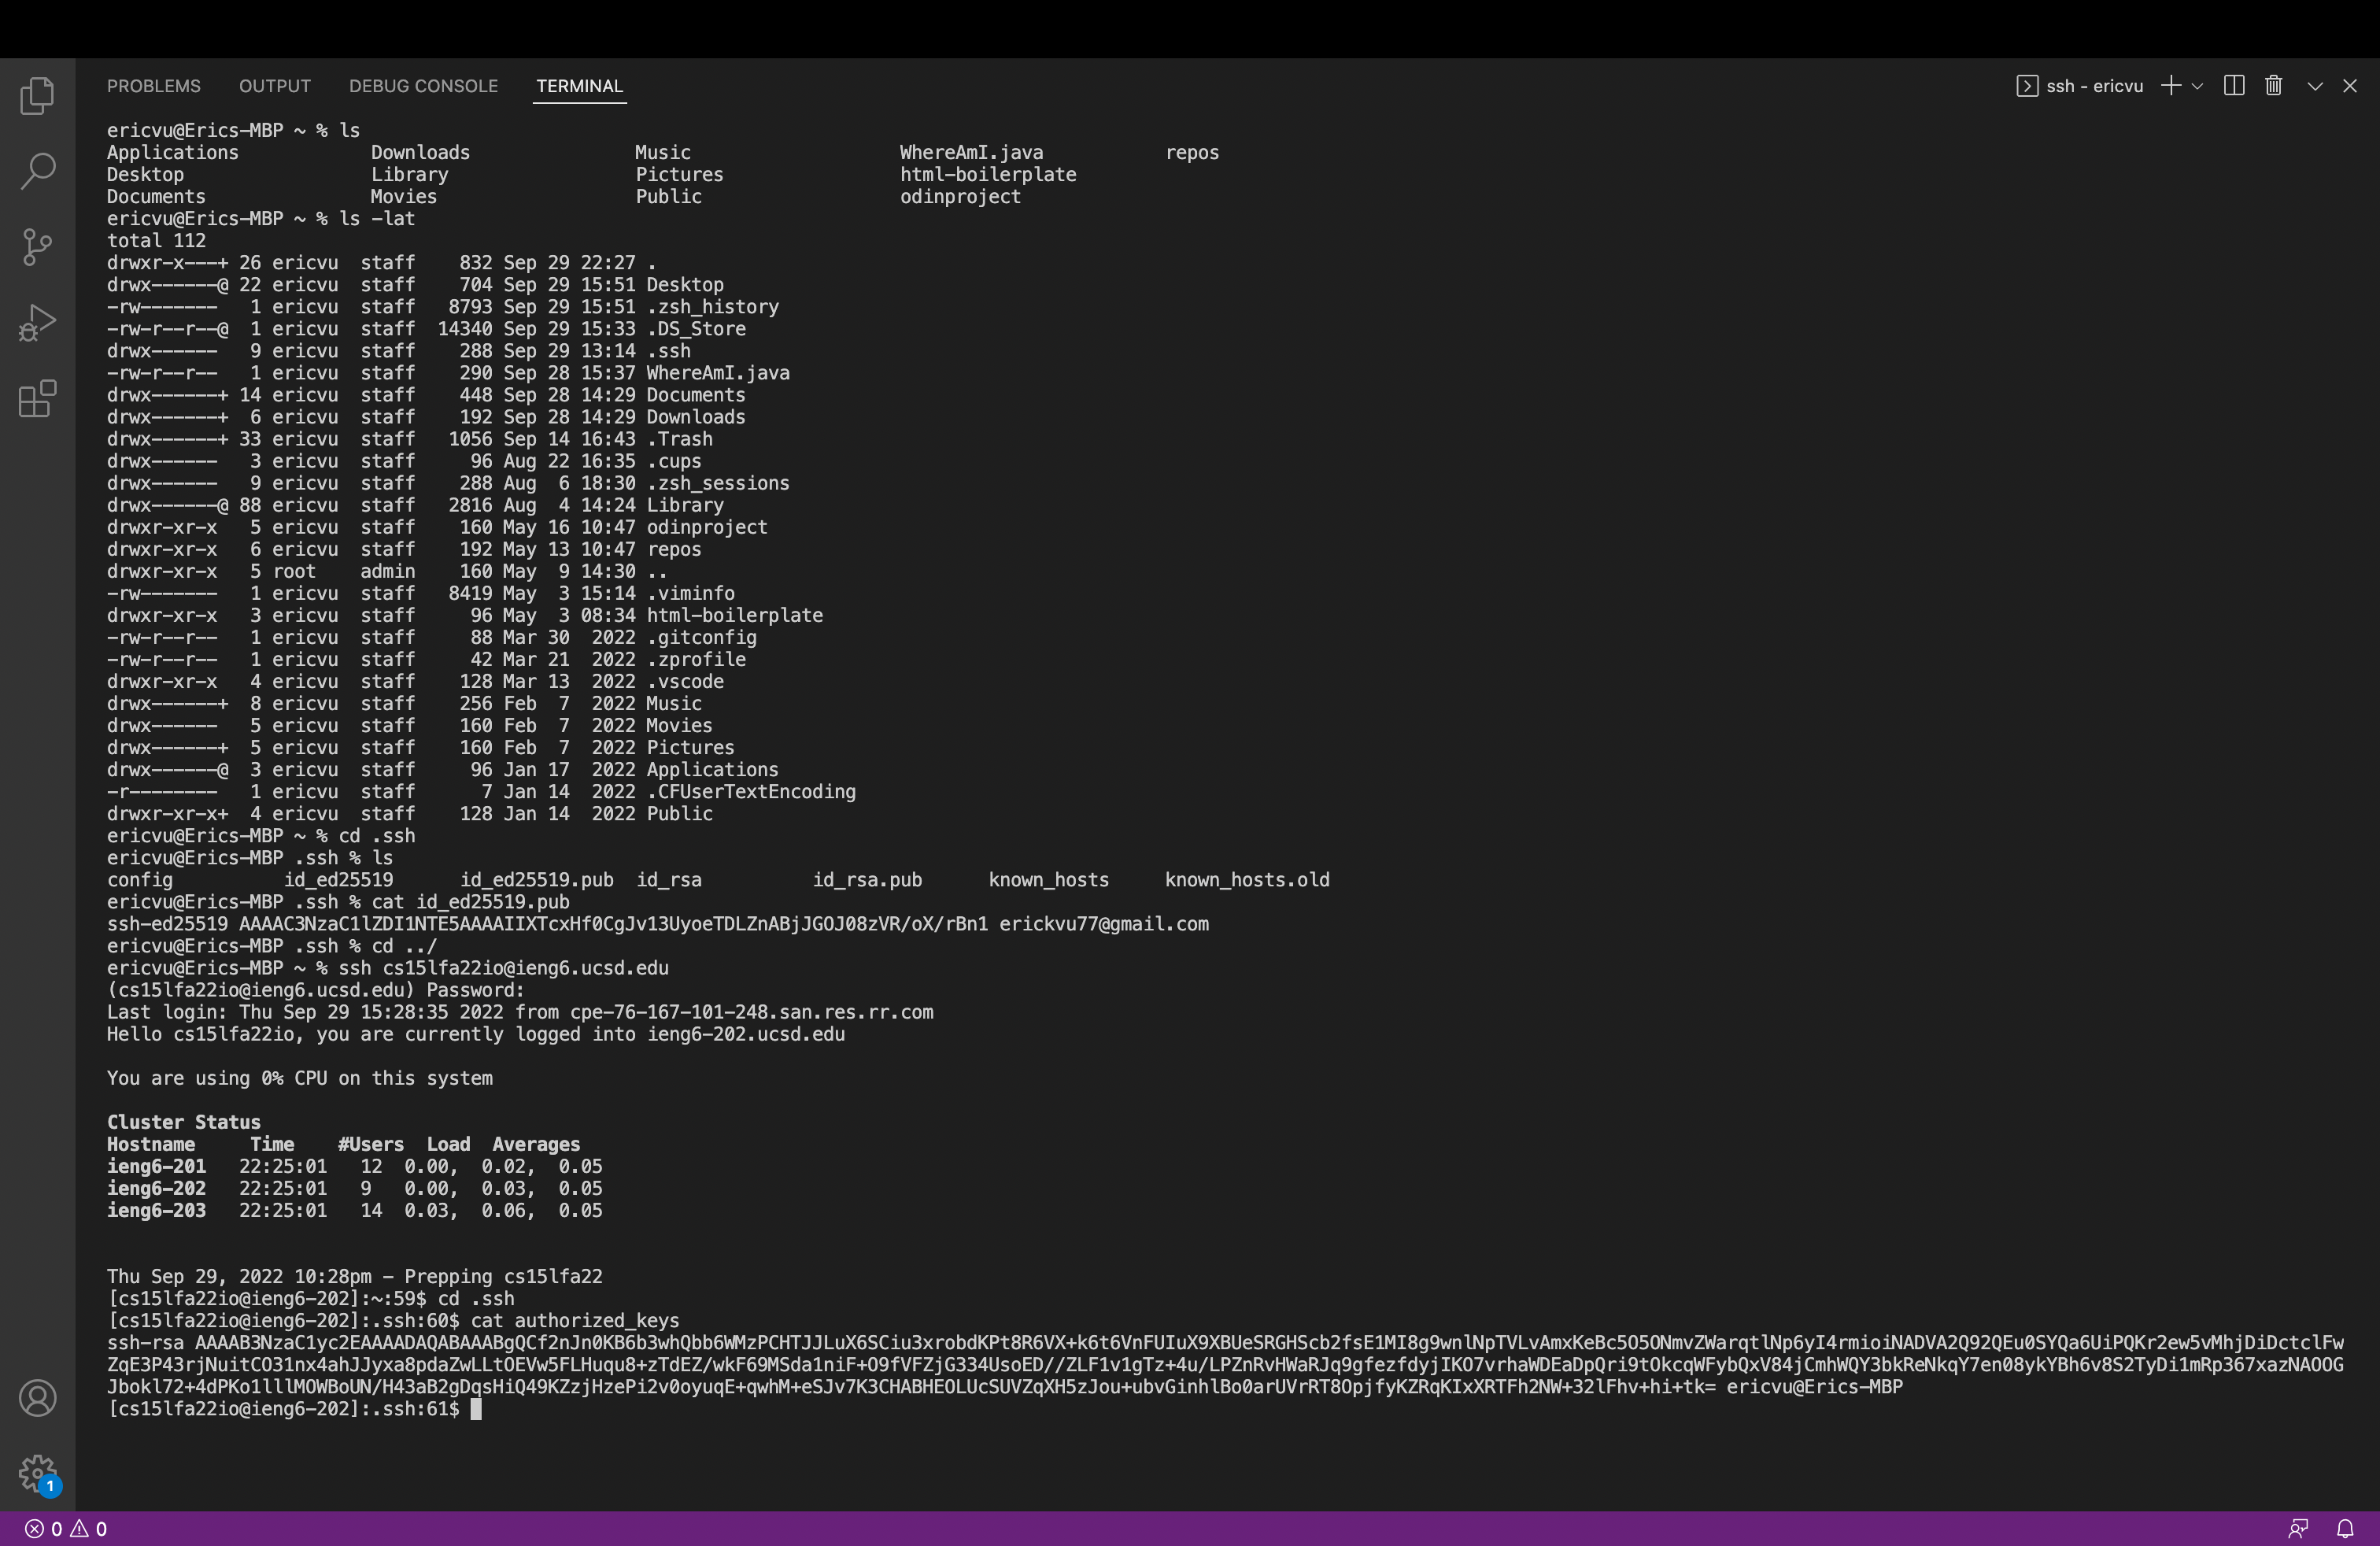 PROBLEMS OUTPUT DEBUG CONSOLE TERMINAL ssh - ericvu
ericvu@Erics-MBP ~ % ls
Applications Downloads Music WhereAmI.java repos
Desktop Library Pictures html-boilerplate
Documents Movies Public odinproject
ericvu@Erics-MBP ~ % ls -lat
total 112
drwxr-x---+ 26 ericvu staff 832 Sep 29 22:27 .
drwx------@ 22 ericvu staff 704 Sep 29 15:51 Desktop
-rw------- 1 ericvu staff 8793 Sep 29 15:51 .zsh_history
-rw-r--r--@ 1 ericvu staff 14340 Sep 29 15:33 .DS_Store
drwx------ 9 ericvu staff 288 Sep 29 13:14 .ssh
-rw-r--r-- 1 ericvu staff 290 Sep 28 15:37 WhereAmI.java
drwx------+ 14 ericvu staff 448 Sep 28 14:29 Documents
drwx------+ 6 ericvu staff 192 Sep 28 14:29 Downloads
drwx------+ 33 ericvu staff 1056 Sep 14 16:43 .Trash
drwx------ 3 ericvu staff 96 Aug 22 16:35 .cups
drwx------ 9 ericvu staff 288 Aug 6 18:30 .zsh_sessions
drwx------@ 88 ericvu staff 2816 Aug 4 14:24 Library
drwxr-xr-x 5 ericvu staff 160 May 16 10:47 odinproject
drwxr-xr-x 6 ericvu staff 192 May 13 10:47 repos
drwxr-xr-x 5 root admin 160 May 9 14:30 ..
-rw------- 1 ericvu staff 8419 May 3 15:14 .viminfo
drwxr-xr-x 3 ericvu staff 96 May 3 08:34 html-boilerplate
-rw-r--r-- 1 ericvu staff 88 Mar 30 2022 .gitconfig
-rw-r--r-- 1 ericvu staff 42 Mar 21 2022 .zprofile
drwxr-xr-x 4 ericvu staff 128 Mar 13 2022 .vscode
drwx------+ 8 ericvu staff 256 Feb 7 2022 Music
drwx------ 5 ericvu staff 160 Feb 7 2022 Movies
drwx------+ 5 ericvu staff 160 Feb 7 2022 Pictures
drwx------@ 3 ericvu staff 96 Jan 17 2022 Applications
-r-------- 1 ericvu staff 7 Jan 14 2022 .CFUserTextEncoding
drwxr-xr-x+ 4 ericvu staff 128 Jan 14 2022 Public
ericvu@Erics-MBP ~ % cd .ssh
ericvu@Erics-MBP .ssh % ls
config id_ed25519 id_ed25519.pub id_rsa id_rsa.pub known_hosts known_hosts.old
ericvu@Erics-MBP .ssh % cat id_ed25519.pub
ssh-ed25519 AAAAC3NzaC1lZDI1NTE5AAAAIIXTcxHf0CgJv13UyoeTDLZnABjJGOJ08zVR/oX/rBn1 erickvu77@gmail.com
ericvu@Erics-MBP .ssh % cd ../
ericvu@Erics-MBP ~ % ssh cs15lfa22io@ieng6.ucsd.edu
(cs15lfa22io@ieng6.ucsd.edu) Password:
Last login: Thu Sep 29 15:28:35 2022 from cpe-76-167-101-248.san.res.rr.com
Hello cs15lfa22io, you are currently logged into ieng6-202.ucsd.edu
You are using 0% CPU on this system
Cluster Status
Hostname Time #Users Load Averages
ieng6-201 22:25:01 12 0.00, 0.02, 0.05
ieng6-202 22:25:01 9 0.00, 0.03, 0.05
ieng6-203 22:25:01 14 0.03, 0.06, 0.05
Thu Sep 29, 2022 10:28pm - Prepping cs15lfa22
[cs15lfa22io@ieng6-202]:~:59$ cd .ssh
[cs15lfa22io@ieng6-202]:.ssh:60$ cat authorized_keys
ssh-rsa AAAAB3NzaC1yc2EAAAADAQABAAABgQCf2nJn0KB6b3whQbb6WMzPCHTJJLuX6SCiu3xrobdKPt8R6VX+k6t6VnFUIuX9XBUeSRGHScb2fsE1MI8g9wnlNpTVLvAmxKeBc5O5ONmvZWarqtlNp6yI4rmioiNADVA2Q92QEu0SYQa6UiPQKr2ew5vMhjDiDctclFw
ZqE3P43rjNuitCO31nx4ahJJyxa8pdaZwLLtOEVw5FLHuqu8+zTdEZ/wkF69MSda1niF+O9fVFZjG334UsoED//ZLF1v1gTz+4u/LPZnRvHWaRJq9gfezfdyjIKO7vrhaWDEaDpQri9tOkcqWFybQxV84jCmhWQY3bkReNkqY7en08ykYBh6v8S2TyDi1mRp367xazNAOOG
Jbokl72+4dPKo1lllMOWBoUN/H43aB2gDqsHiQ49KZzjHzePi2v0oyuqE+qwhM+eSJv7K3CHABHEOLUcSUVZqXH5zJou+ubvGinhlBo0arUVrRT8OpjfyKZRqKIxXRTFh2NW+32lFhv+hi+tk= ericvu@Erics-MBP
[cs15lfa22io@ieng6-202]:.ssh:61$
1
0 0